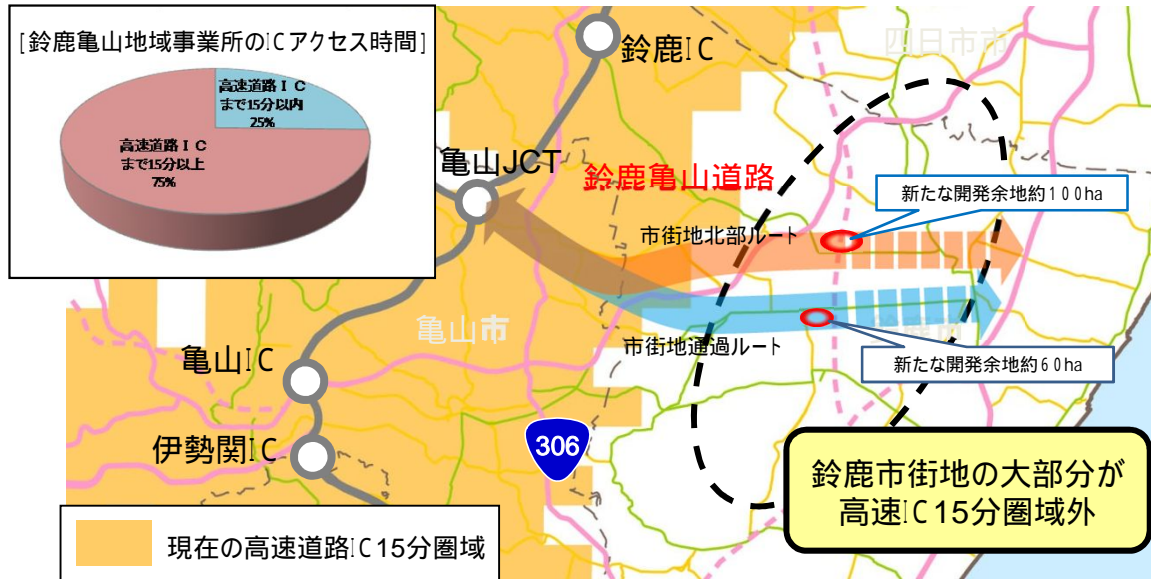 [鈴鹿亀山地域事業所のICアクセス時間]
高速道路ＩＣ
まで15分以内
25%
高速道路ＩＣ
まで15分以上
75%
鈴鹿IC
四日市市
亀山JCT
鈴鹿亀山道路
新たな開発余地約１００ha
市街地北部ルート
亀山市
鈴鹿市
市街地通過ルート
新たな開発余地約６０ha
亀山IC
伊勢関IC
306
鈴鹿市街地の大部分が
高速IC15分圏域外
現在の高速道路IC15分圏域